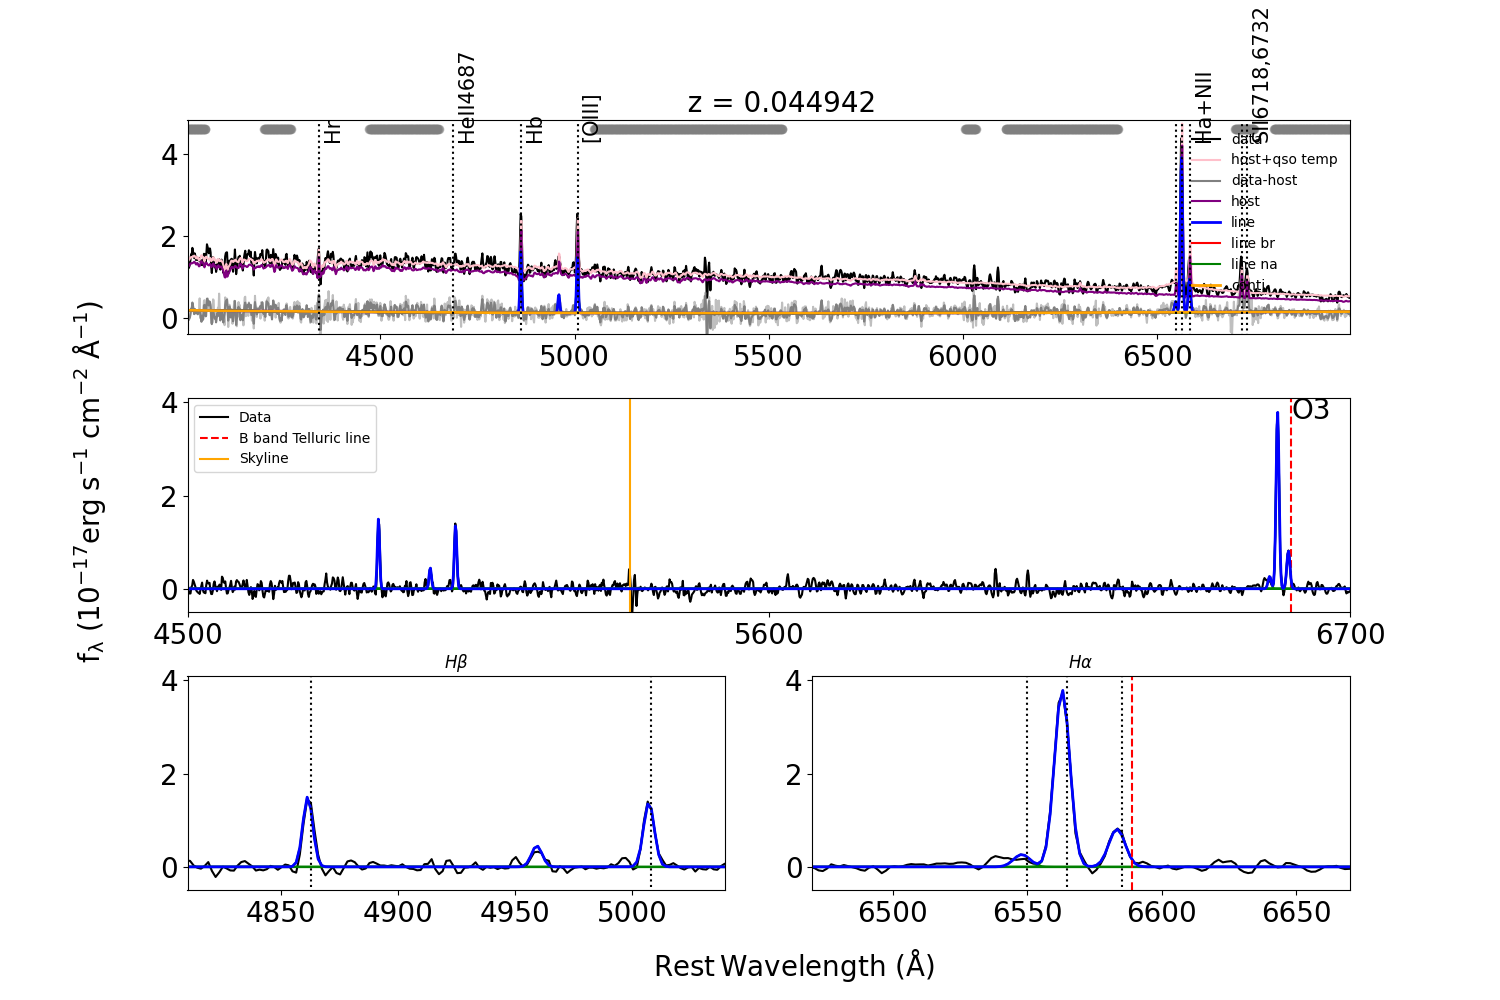 z = 0.044942
Hr
HeII4687
Hb
[OIII]
Ha+NII
SII6718,6732
data
host+qso temp
data-host
host
line
line br
line na
conti
4
2
0
4500 5000 5500 6000 6500
Data
B band Telluric line
Skyline
O3
4
2
0
4500 5600 6700
fλ (10−17erg s−1 cm−2 Å−1)
Hβ
4
2
0
4850 4900 4950 5000
Hα
4
2
0
6500 6550 6600 6650
Rest Wavelength (Å)